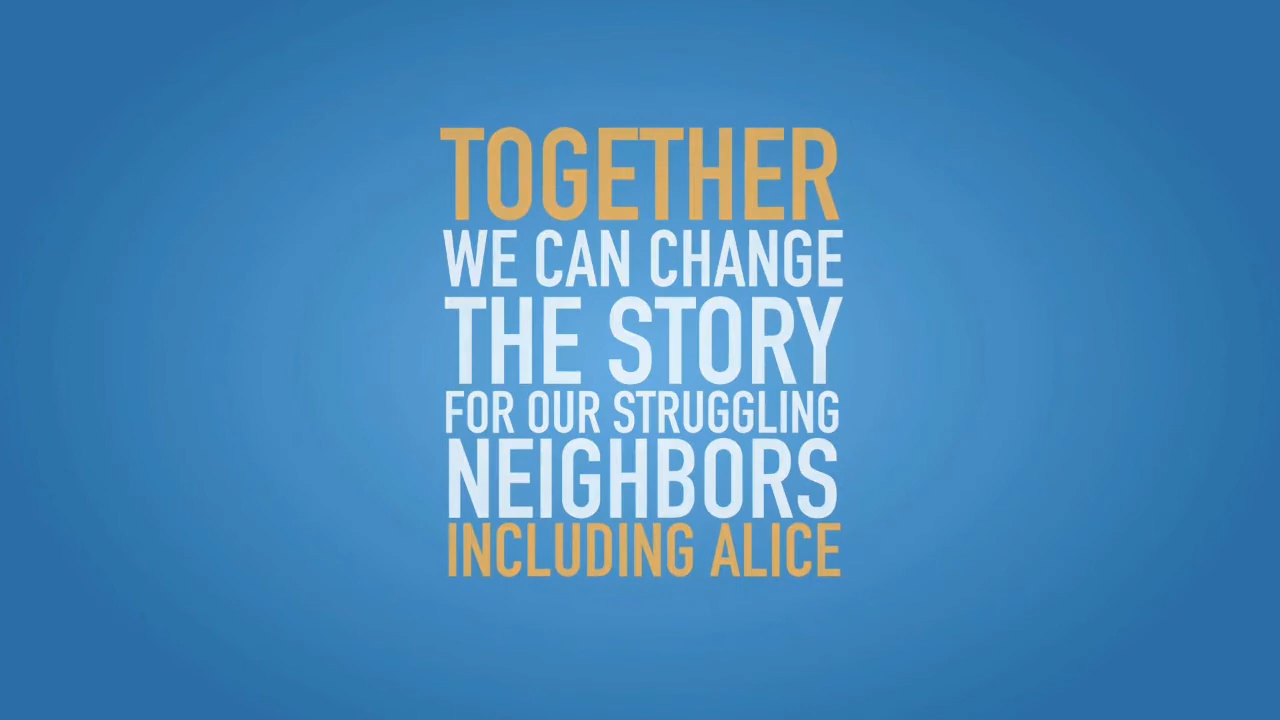 TOGETHER
WE CAN CHANGE
THE STORY
FOR OUR STRUGGLING
NEIGHBORS
INCLUDING ALICE